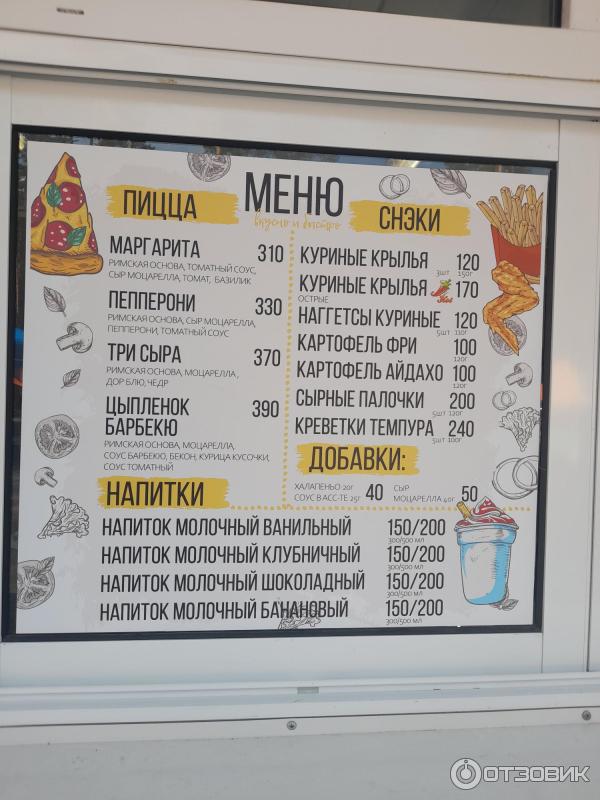 МЕНЮ
вкусно и быстро
ПИЦЦА
МАРГАРИТА 310
РИМСКАЯ ОСНОВА, ТОМАТНЫЙ СОУС,
СЫР МОЦАРЕЛЛА, ТОМАТ, БАЗИЛИК
ПЕППЕРОНИ 330
РИМСКАЯ ОСНОВА, СЫР МОЦАРЕЛЛА,
ПЕППЕРОНИ, ТОМАТНЫЙ СОУС
ТРИ СЫРА 370
РИМСКАЯ ОСНОВА, МОЦАРЕЛЛА,
ДОР БЛЮ, ЧЕДР
ЦЫПЛЕНОК 390
БАРБЕКЮ
РИМСКАЯ ОСНОВА, МОЦАРЕЛЛА,
СОУС БАРБЕКЮ, БЕКОН, КУРИЦА КУСОЧКИ,
СОУС ТОМАТНЫЙ
СНЭКИ
КУРИНЫЕ КРЫЛЬЯ 120
3шт 150г
КУРИНЫЕ КРЫЛЬЯ Hot 170
ОСТРЫЕ
НАГГЕТСЫ КУРИНЫЕ 120
5шт 110г
КАРТОФЕЛЬ ФРИ 100
120г
КАРТОФЕЛЬ АЙДАХО 100
120г
СЫРНЫЕ ПАЛОЧКИ 200
5шт 120г
КРЕВЕТКИ ТЕМПУРА 240
5шт 100г
ДОБАВКИ:
ХАЛАПЕНЬО 20г
СОУС В АСС-ТЕ 25г 40
СЫР
МОЦАРЕЛЛА 40г 50
НАПИТКИ
НАПИТОК МОЛОЧНЫЙ ВАНИЛЬНЫЙ 150/200
300/500 мл
НАПИТОК МОЛОЧНЫЙ КЛУБНИЧНЫЙ 150/200
300/500 мл
НАПИТОК МОЛОЧНЫЙ ШОКОЛАДНЫЙ 150/200
300/500 мл
НАПИТОК МОЛОЧНЫЙ БАНАНОВЫЙ 150/200
300/500 мл
ОТЗОВИК